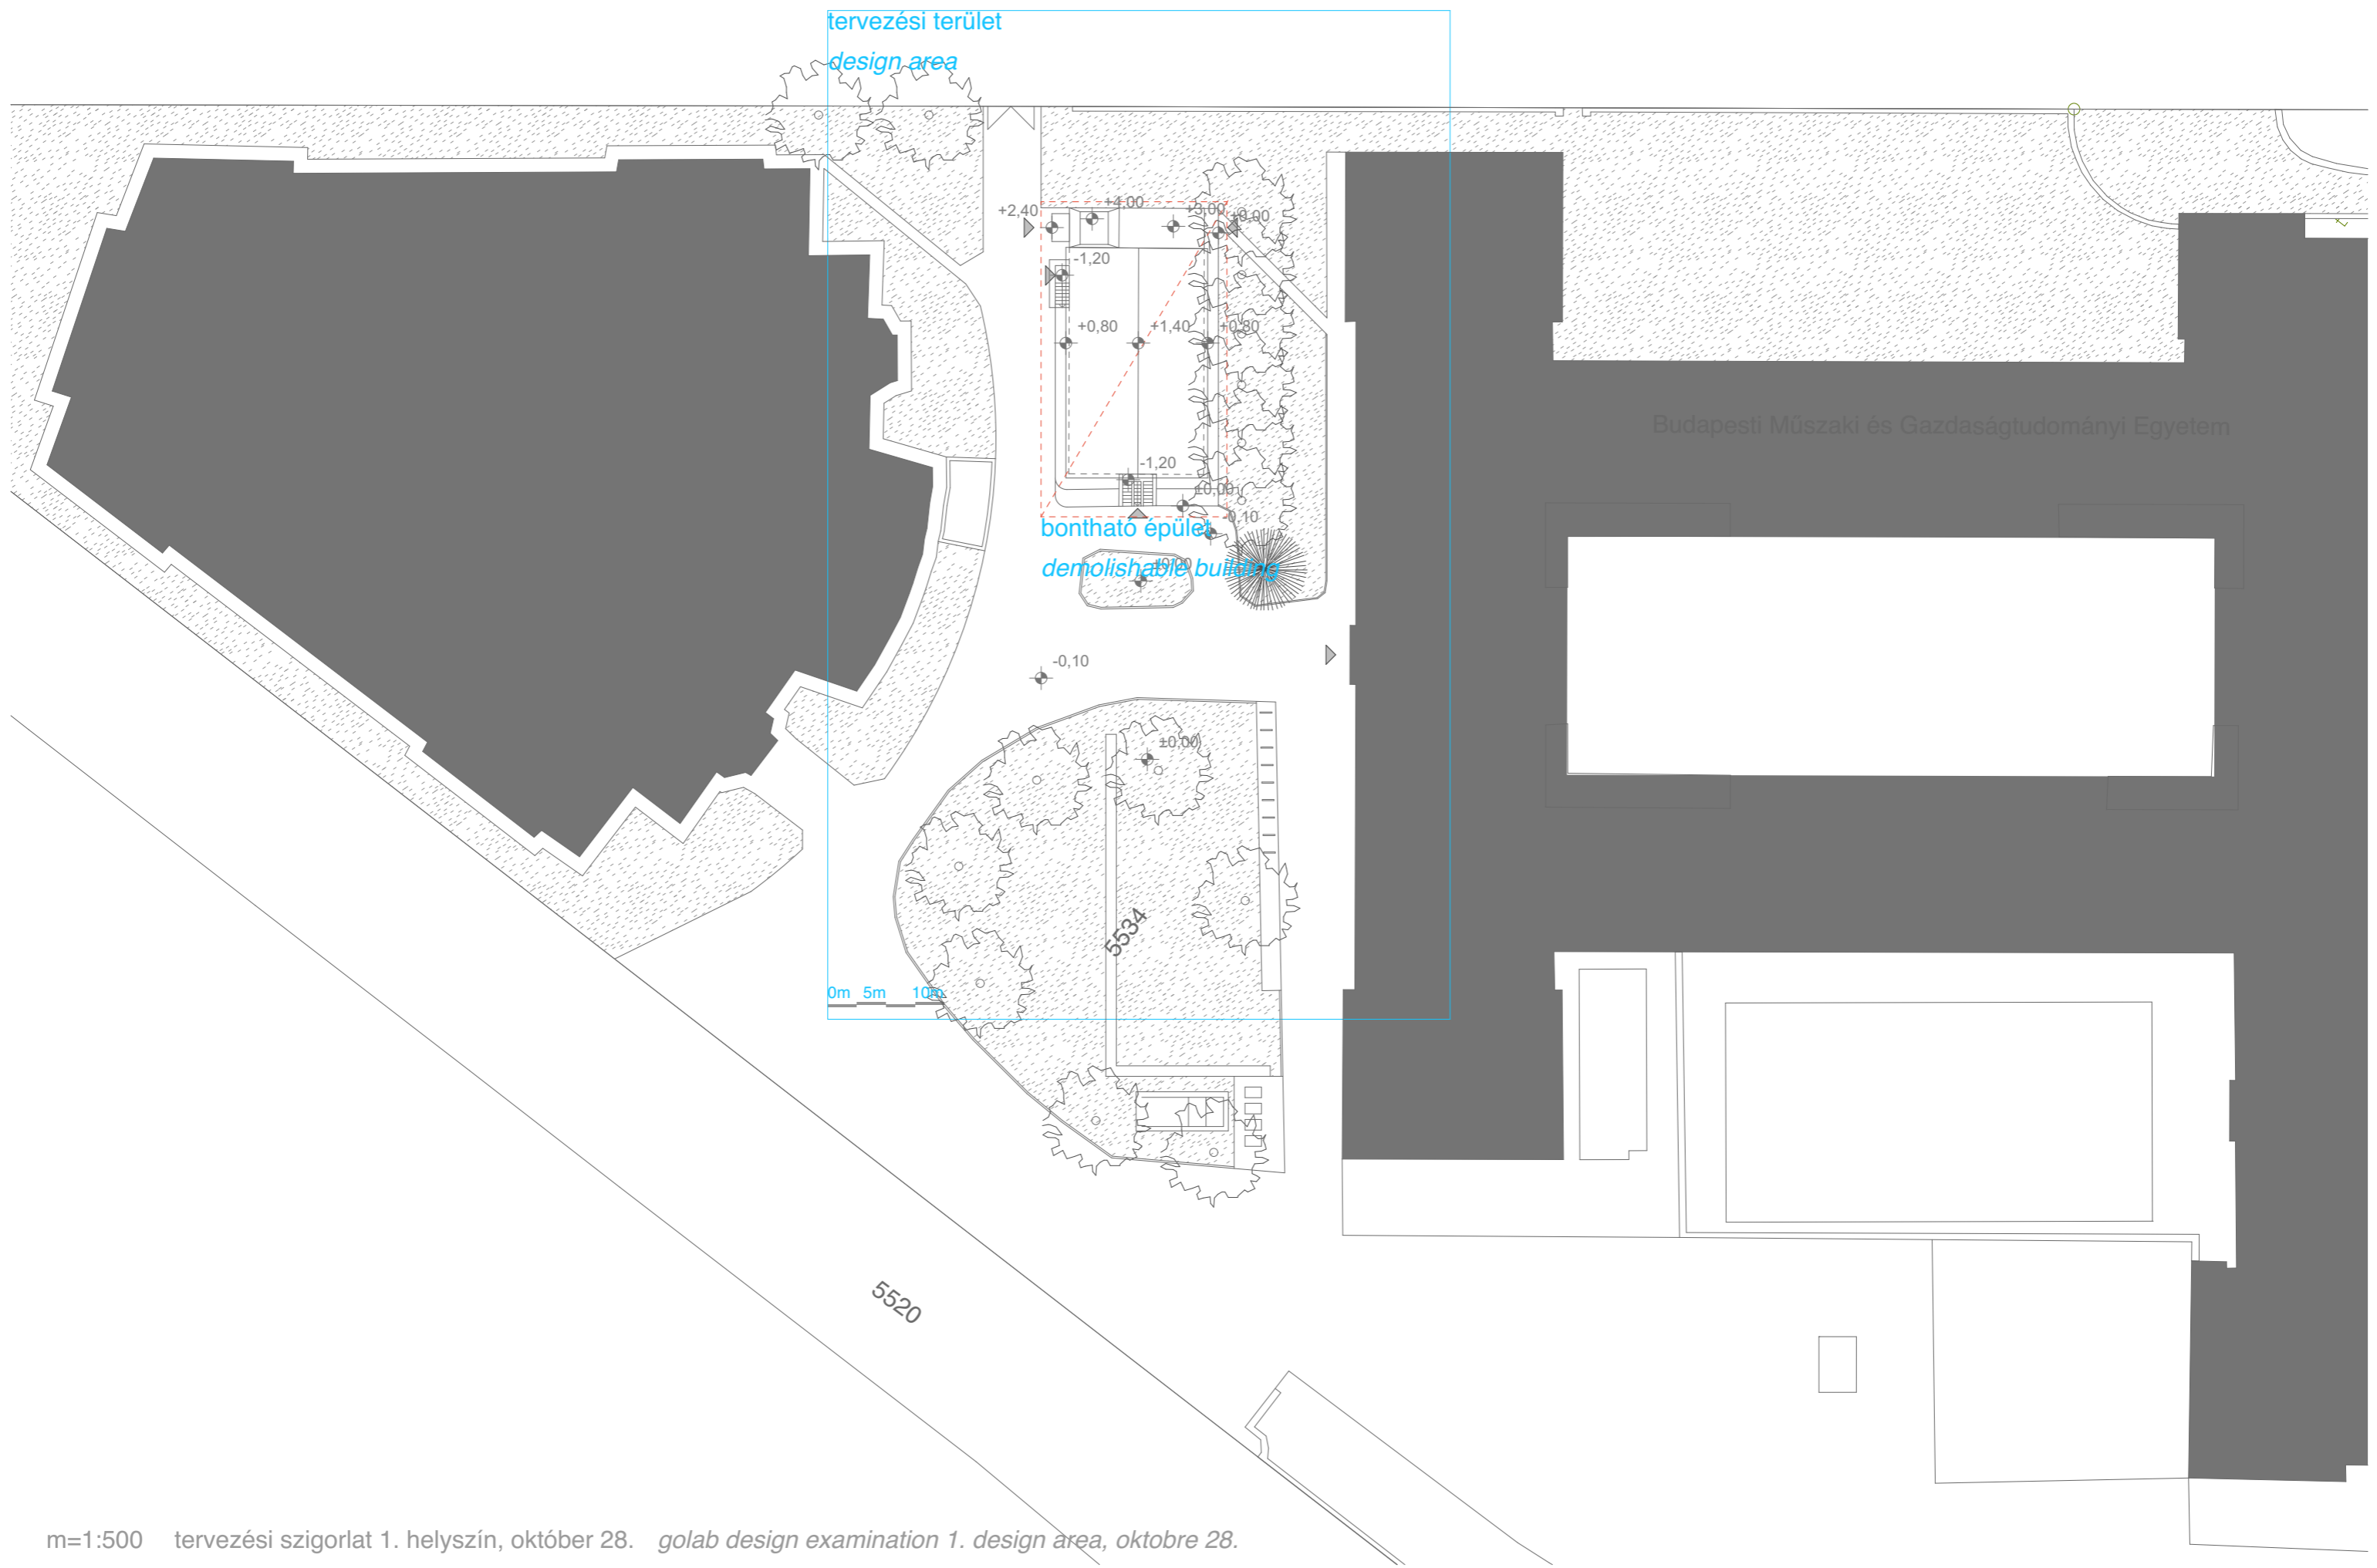 tervezési terület
design area
+2,40
+4,00
+3,00
±0,00
-1,20
+0,80
+1,40
+0,80
Budapesti Műszaki és Gazdaságtudományi Egyetem
-1,20
±0,00
-0,10
bontható épület
demolishable building
±0,00
-0,10
±0,00
5534
0m 5m 10m
5520
m=1:500 tervezési szigorlat 1. helyszín, október 28. golab design examination 1. design area, oktobre 28.